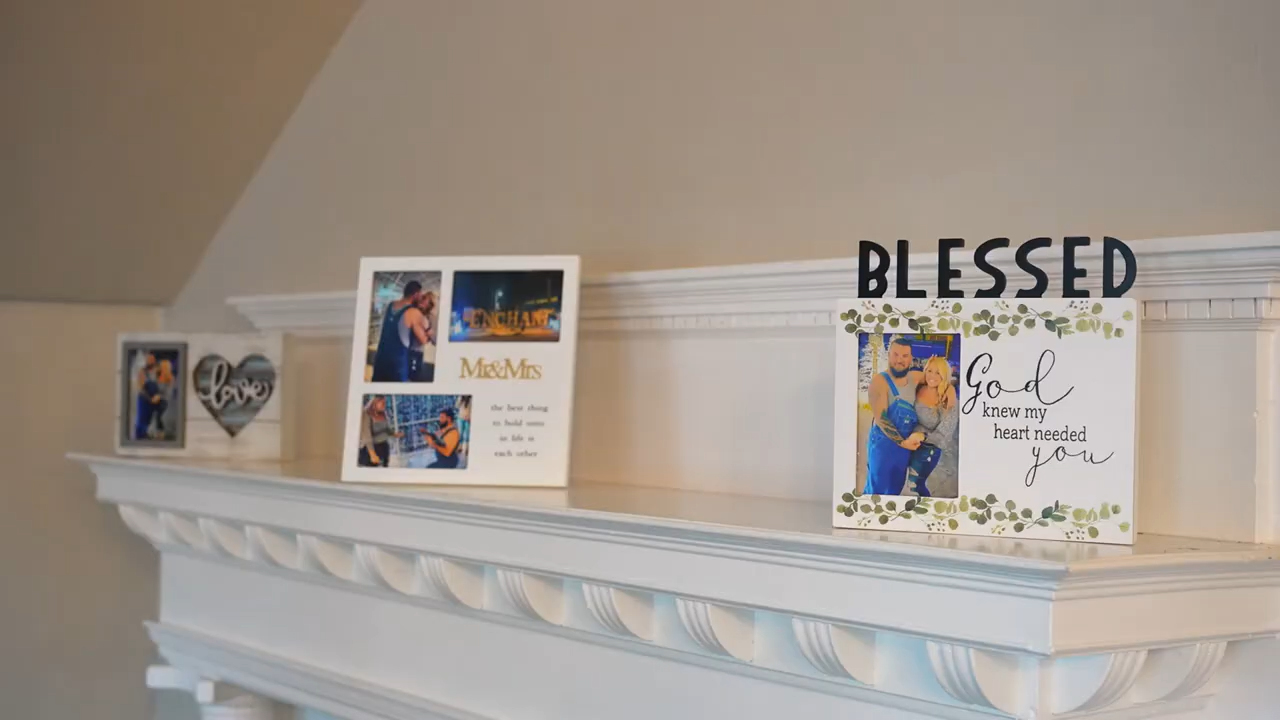 love
ENCHANT
Mr&Mrs
the best thing
to hold onto
in life is
each other
BLESSED
God
knew my
heart needed
you